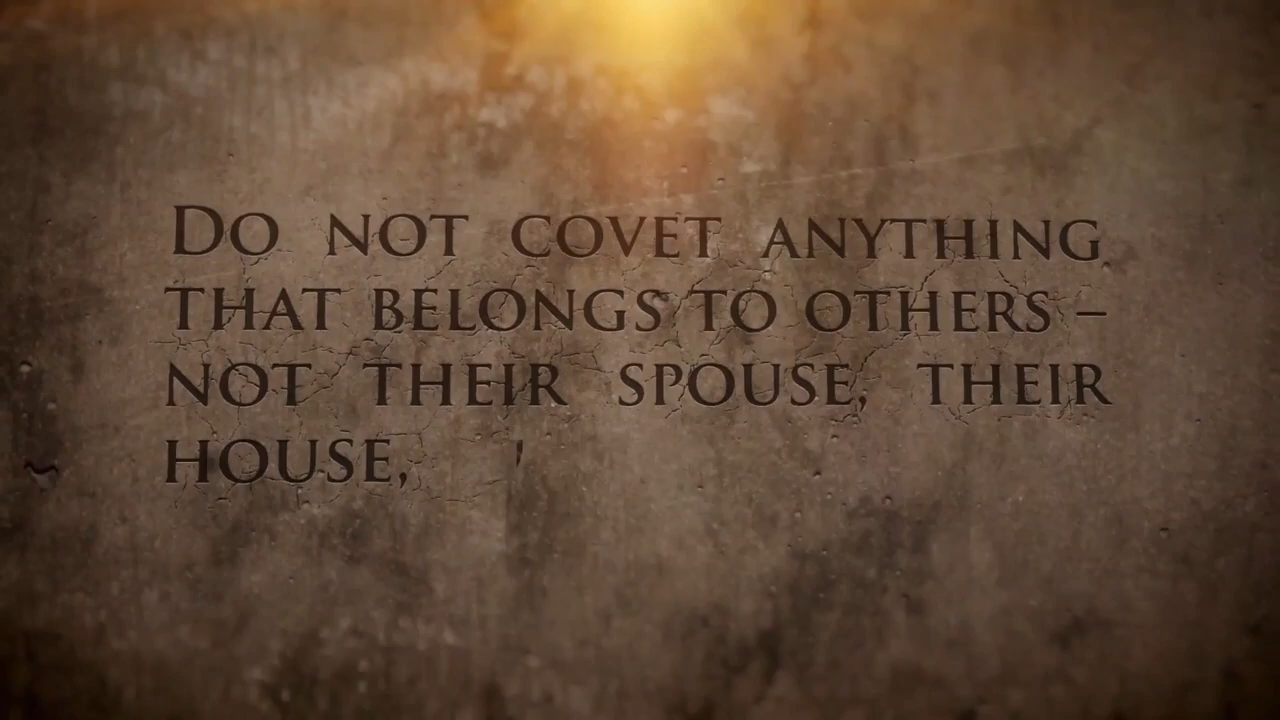 Do not covet anything
that belongs to others –
not their spouse, their
house,